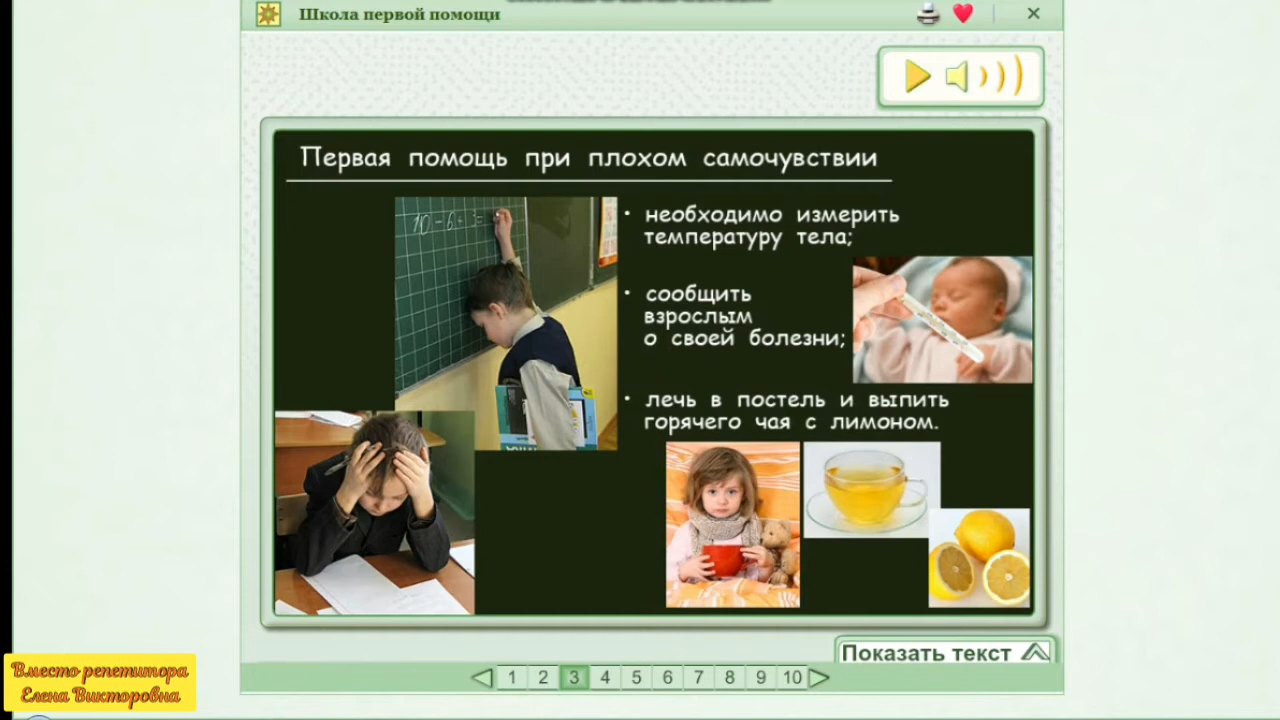 Школа первой помощи
Первая помощь при плохом самочувствии
10 - 6 + 3 =
• необходимо измерить
температуру тела;
• сообщить
взрослым
о своей болезни;
• лечь в постель и выпить
горячего чая с лимоном.
Показать текст
1 2 3 4 5 6 7 8 9 10
Вместо репетитора
Елена Викторовна